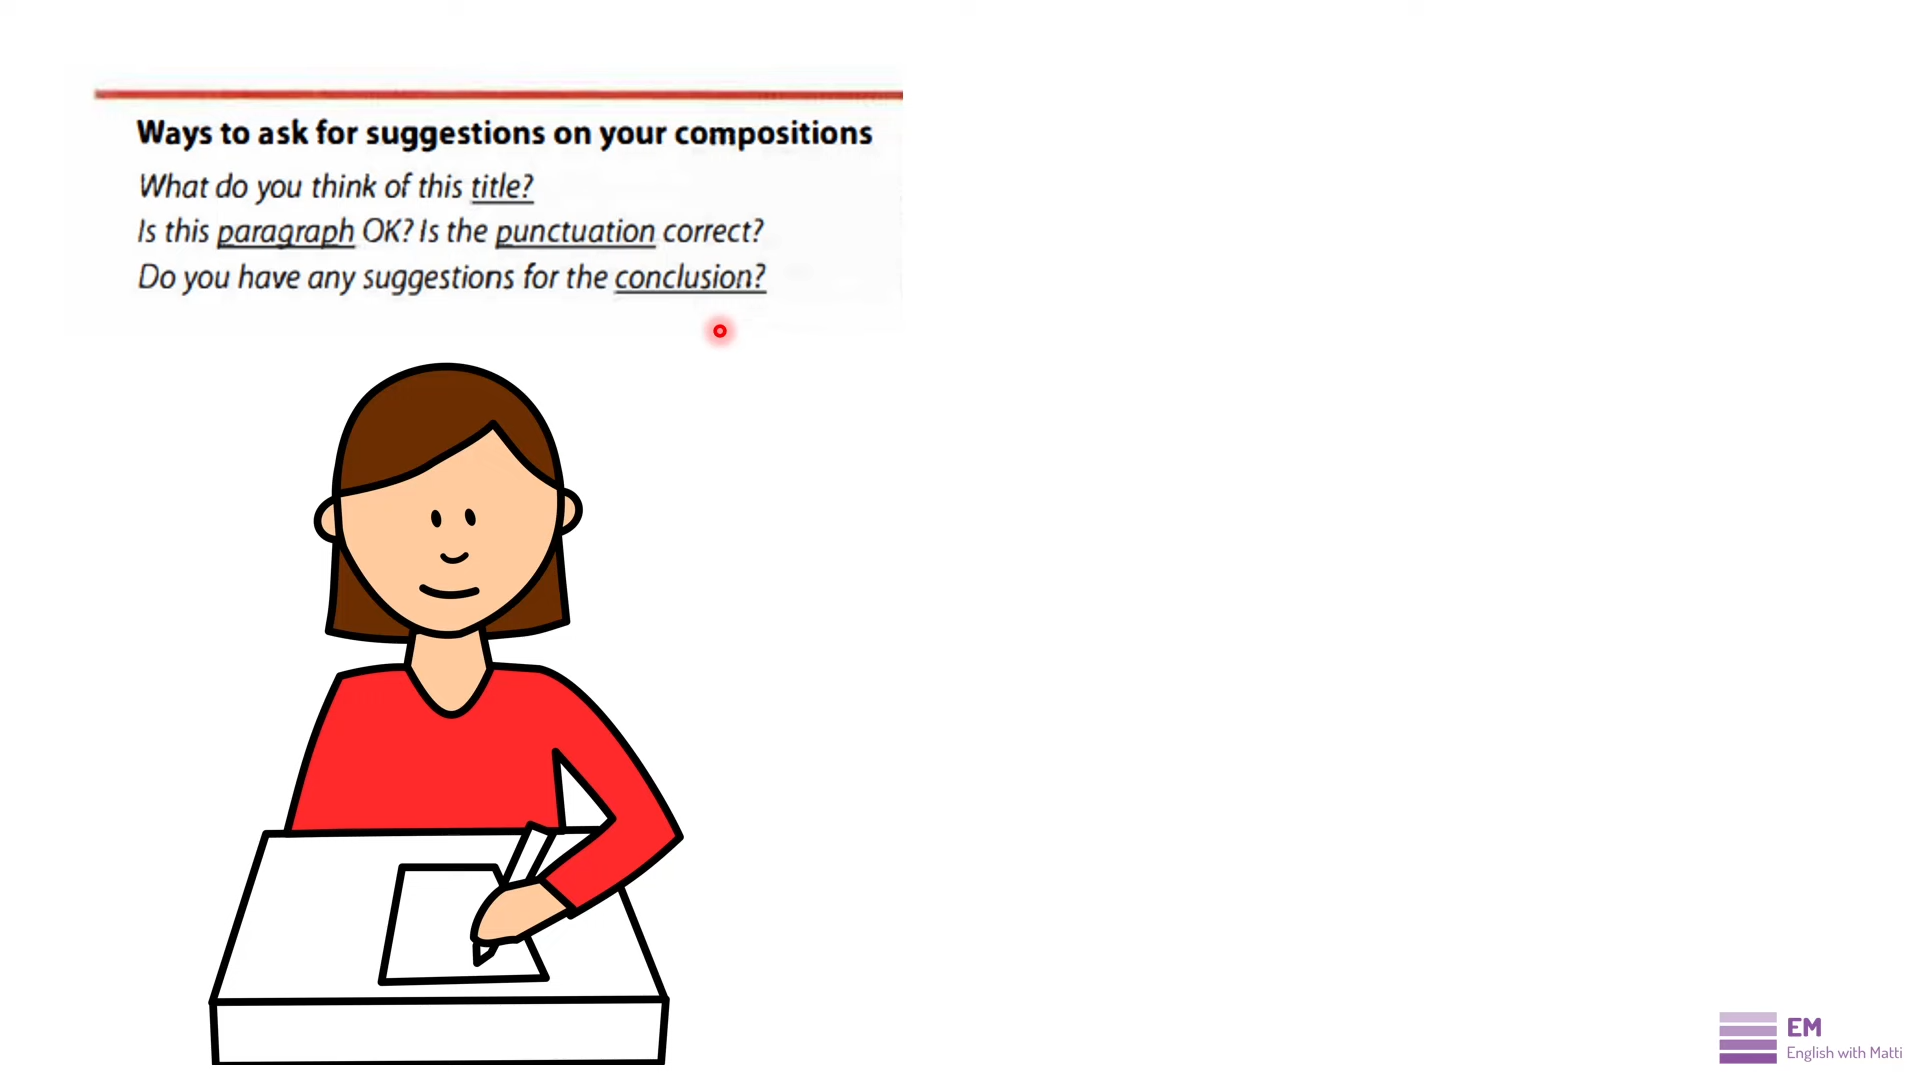 Ways to ask for suggestions on your compositions
What do you think of this title?
Is this paragraph OK? Is the punctuation correct?
Do you have any suggestions for the conclusion?
EM
English with Matti